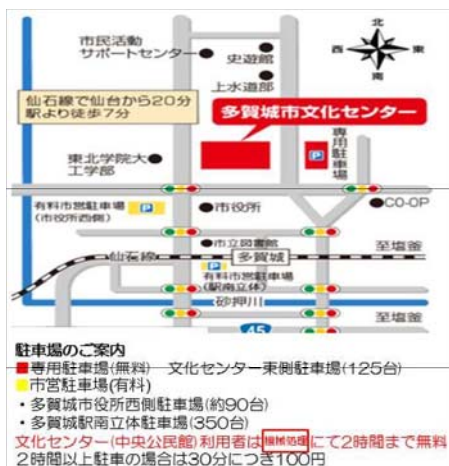 北
西 東
南
市民活動
サポートセンター
史遊館
上水道部
仙石線で仙台から20分
駅より徒歩7分
多賀城市文化センター
東北学院大
工学部
P
専用駐車場
有料市営駐車場
(市役所西側)
P
市役所
CO-OP
市立図書館
至塩釜
仙石線
多賀城
P
有料市営駐車場
(駅南立体)
砂押川
至塩釜
45
駐車場のご案内
専用駐車場(無料) 文化センター東側駐車場(125台)
市営駐車場(有料)
・多賀城市役所西側駐車場(約90台)
・多賀城駅南立体駐車場(350台)
文化センター(中央公民館)利用者は機械処理にて2時間まで無料
2時間以上駐車の場合は30分につき100円